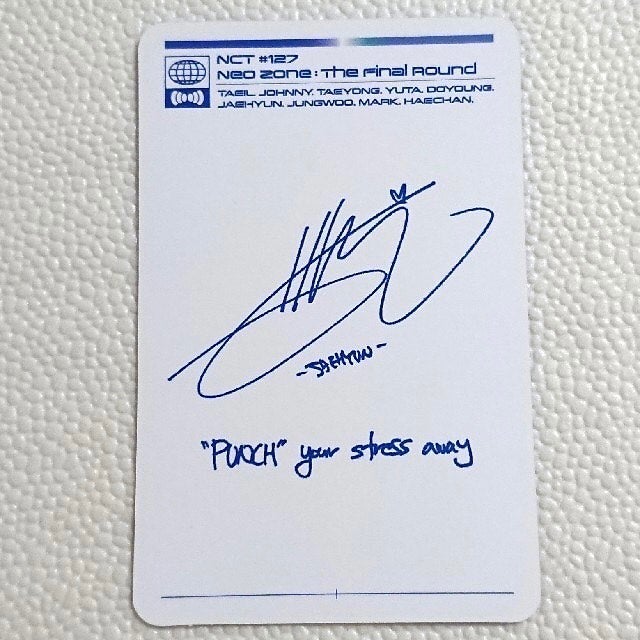 NCT #127
Neo Zone : The Final Round
TAEIL. JOHNNY. TAEYONG. YUTA. DOYOUNG.
JAEHYUN. JUNGWOO. MARK. HAECHAN.
-JAEHYUN-
"PUNCH" your stress away